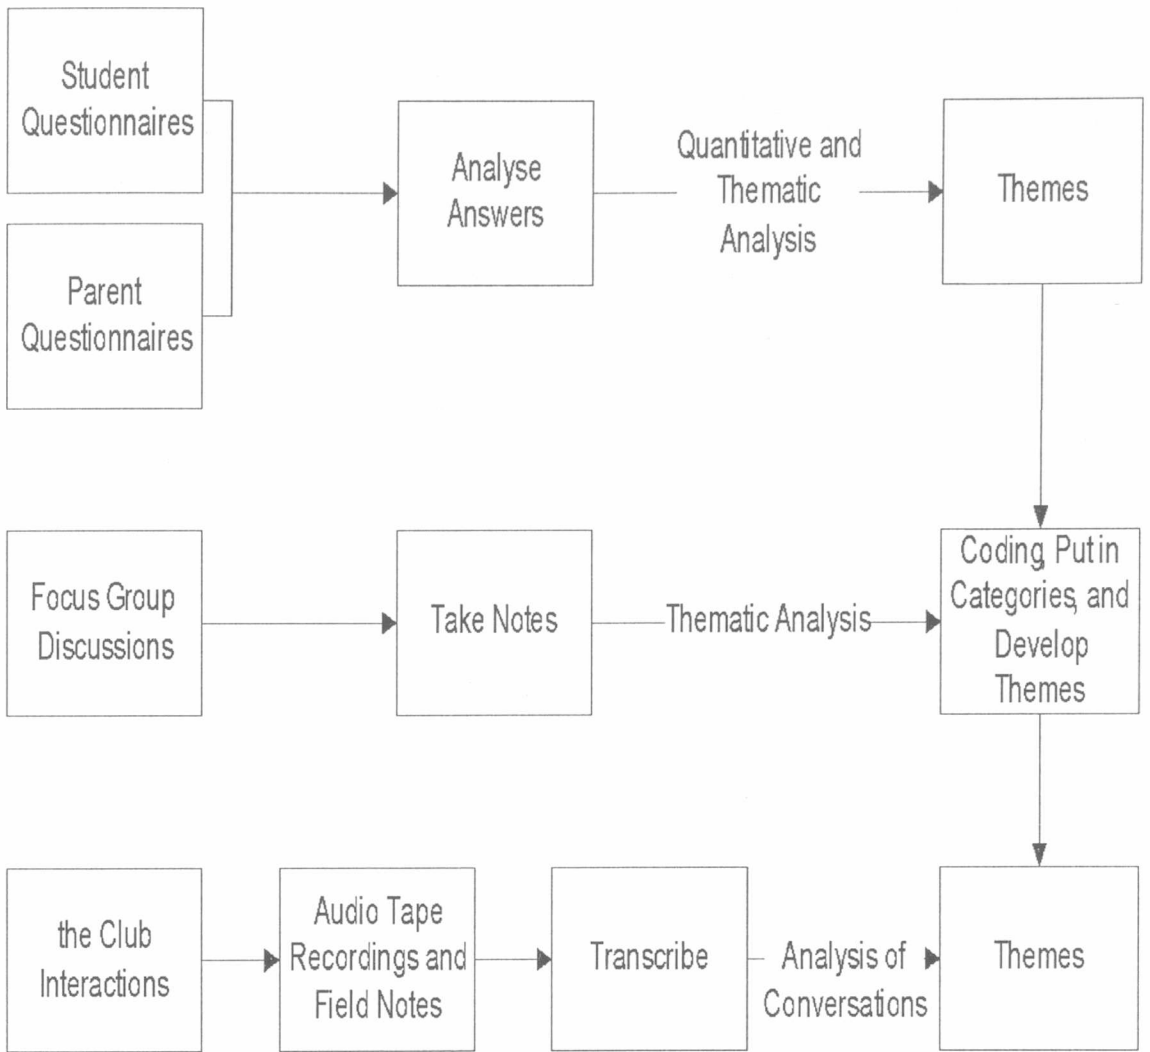 Student
Questionnaires
Parent
Questionnaires
Analyse
Answers
Quantitative and
Thematic
Analysis
Themes
Focus Group
Discussions
Take Notes
Thematic Analysis
Coding, Put in
Categories, and
Develop
Themes
the Club
Interactions
Audio Tape
Recordings and
Field Notes
Transcribe
Analysis of
Conversations
Themes